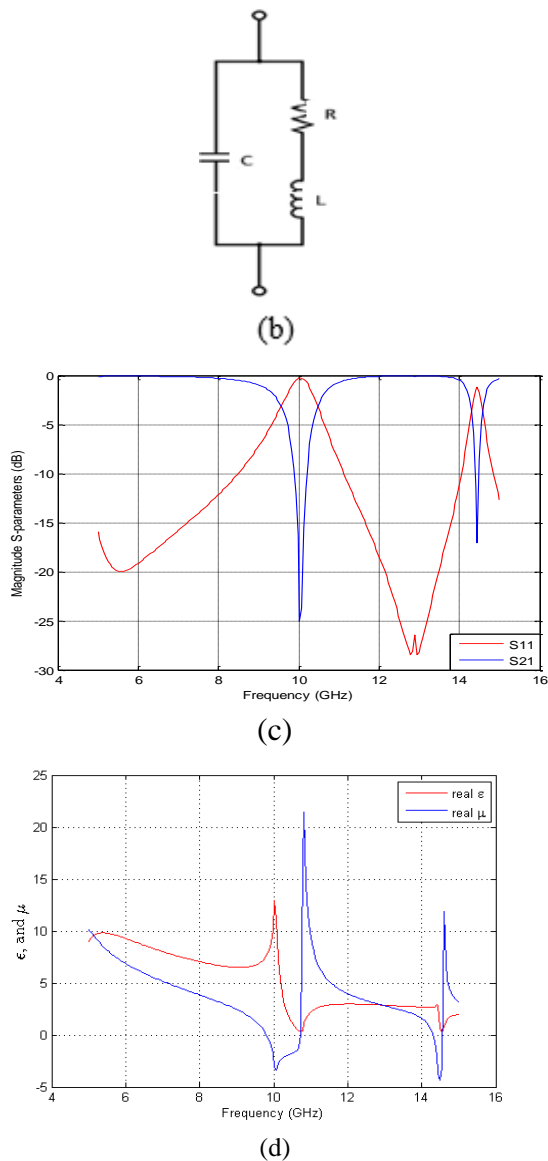 R
C
L
(b)
0
-5
-10
-15
-20
-25
-30
Magnitude S-parameters (dB)
4 6 8 10 12 14 16
Frequency (GHz)
S11
S21
(c)
25
20
15
10
5
0
-5
ε, and μ
real ε
real μ
4 6 8 10 12 14 16
Frequency (GHz)
(d)